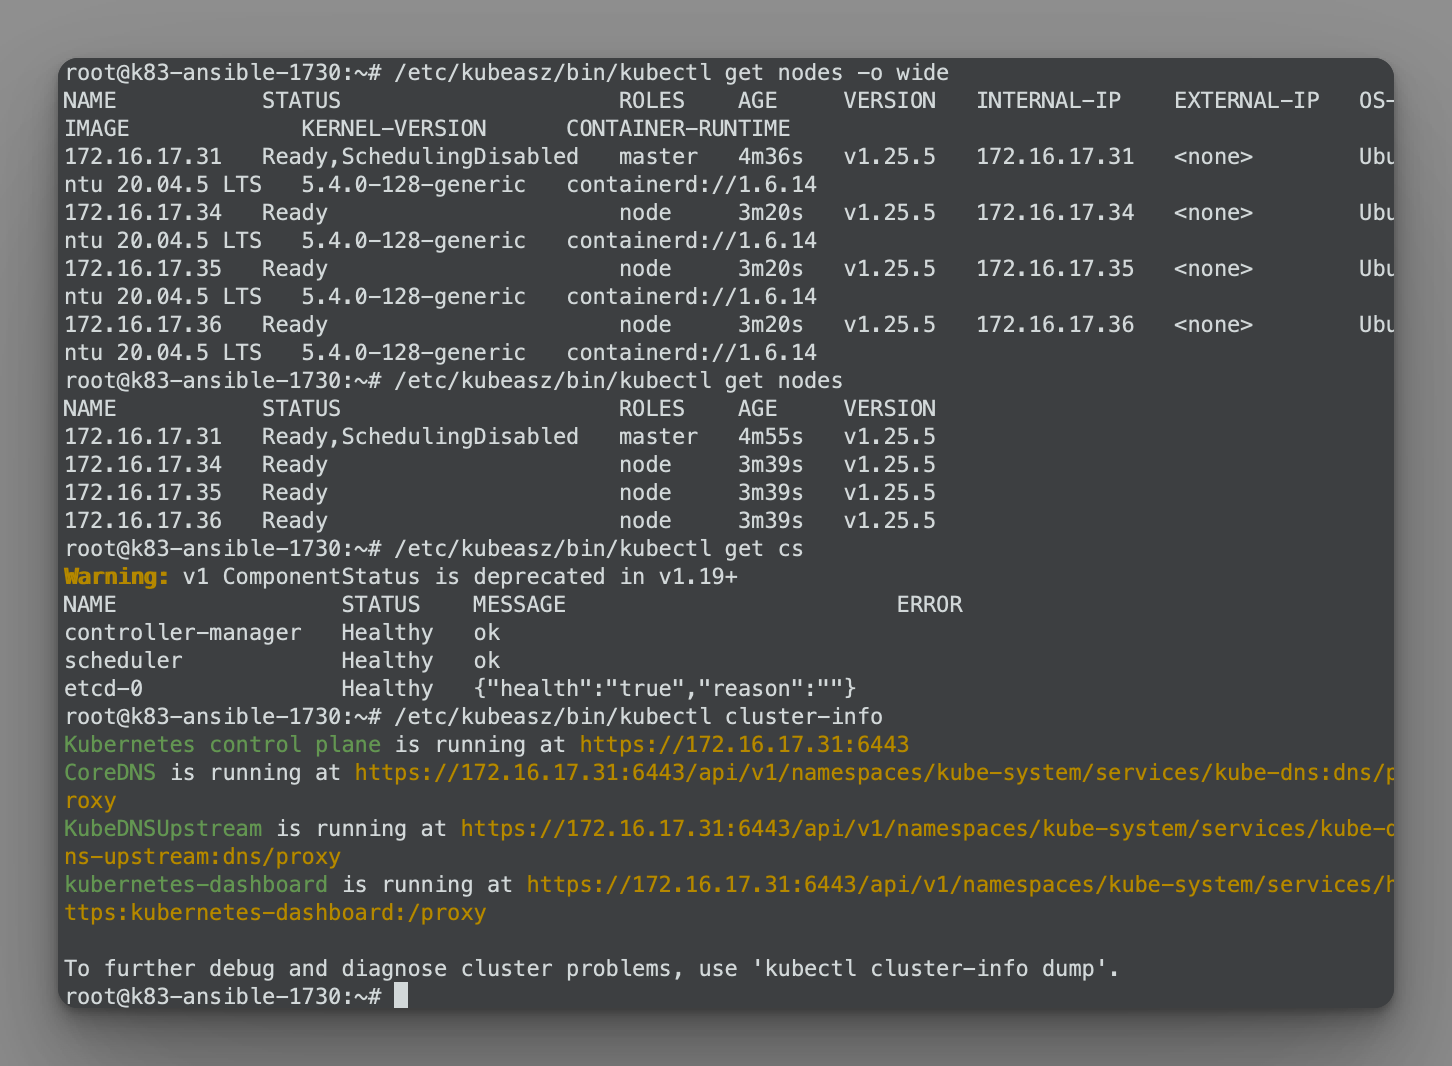 root@k83-ansible-1730:~# /etc/kubeasz/bin/kubectl get nodes -o wide
NAME           STATUS                     ROLES    AGE     VERSION   INTERNAL-IP    EXTERNAL-IP   OS-
IMAGE             KERNEL-VERSION      CONTAINER-RUNTIME
172.16.17.31   Ready,SchedulingDisabled   master   4m36s   v1.25.5   172.16.17.31   <none>        Ubu
ntu 20.04.5 LTS   5.4.0-128-generic   containerd://1.6.14
172.16.17.34   Ready                      node     3m20s   v1.25.5   172.16.17.34   <none>        Ubu
ntu 20.04.5 LTS   5.4.0-128-generic   containerd://1.6.14
172.16.17.35   Ready                      node     3m20s   v1.25.5   172.16.17.35   <none>        Ubu
ntu 20.04.5 LTS   5.4.0-128-generic   containerd://1.6.14
172.16.17.36   Ready                      node     3m20s   v1.25.5   172.16.17.36   <none>        Ubu
ntu 20.04.5 LTS   5.4.0-128-generic   containerd://1.6.14
root@k83-ansible-1730:~# /etc/kubeasz/bin/kubectl get nodes
NAME           STATUS                     ROLES    AGE     VERSION
172.16.17.31   Ready,SchedulingDisabled   master   4m55s   v1.25.5
172.16.17.34   Ready                      node     3m39s   v1.25.5
172.16.17.35   Ready                      node     3m39s   v1.25.5
172.16.17.36   Ready                      node     3m39s   v1.25.5
root@k83-ansible-1730:~# /etc/kubeasz/bin/kubectl get cs
Warning: v1 ComponentStatus is deprecated in v1.19+
NAME                 STATUS    MESSAGE                         ERROR
controller-manager   Healthy   ok
scheduler            Healthy   ok
etcd-0               Healthy   {"health":"true","reason":""}
root@k83-ansible-1730:~# /etc/kubeasz/bin/kubectl cluster-info
Kubernetes control plane is running at https://172.16.17.31:6443
CoreDNS is running at https://172.16.17.31:6443/api/v1/namespaces/kube-system/services/kube-dns:dns/p
roxy
KubeDNSUpstream is running at https://172.16.17.31:6443/api/v1/namespaces/kube-system/services/kube-d
ns-upstream:dns/proxy
kubernetes-dashboard is running at https://172.16.17.31:6443/api/v1/namespaces/kube-system/services/h
ttps:kubernetes-dashboard:/proxy

To further debug and diagnose cluster problems, use 'kubectl cluster-info dump'.
root@k83-ansible-1730:~#